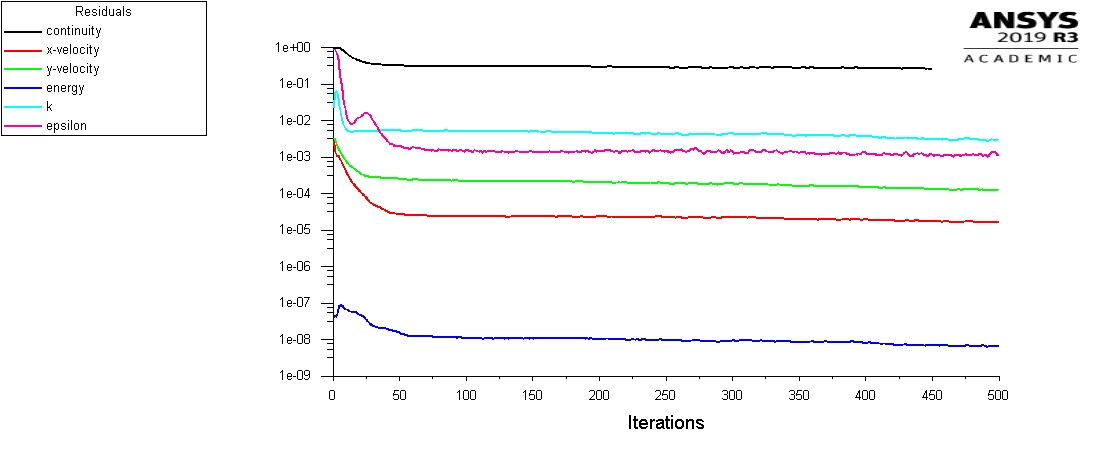 Residuals
continuity
x-velocity
y-velocity
energy
k
epsilon
ANSYS
2019 R3
ACADEMIC
1e+00
1e-01
1e-02
1e-03
1e-04
1e-05
1e-06
1e-07
1e-08
1e-09
0 50 100 150 200 250 300 350 400 450 500
Iterations